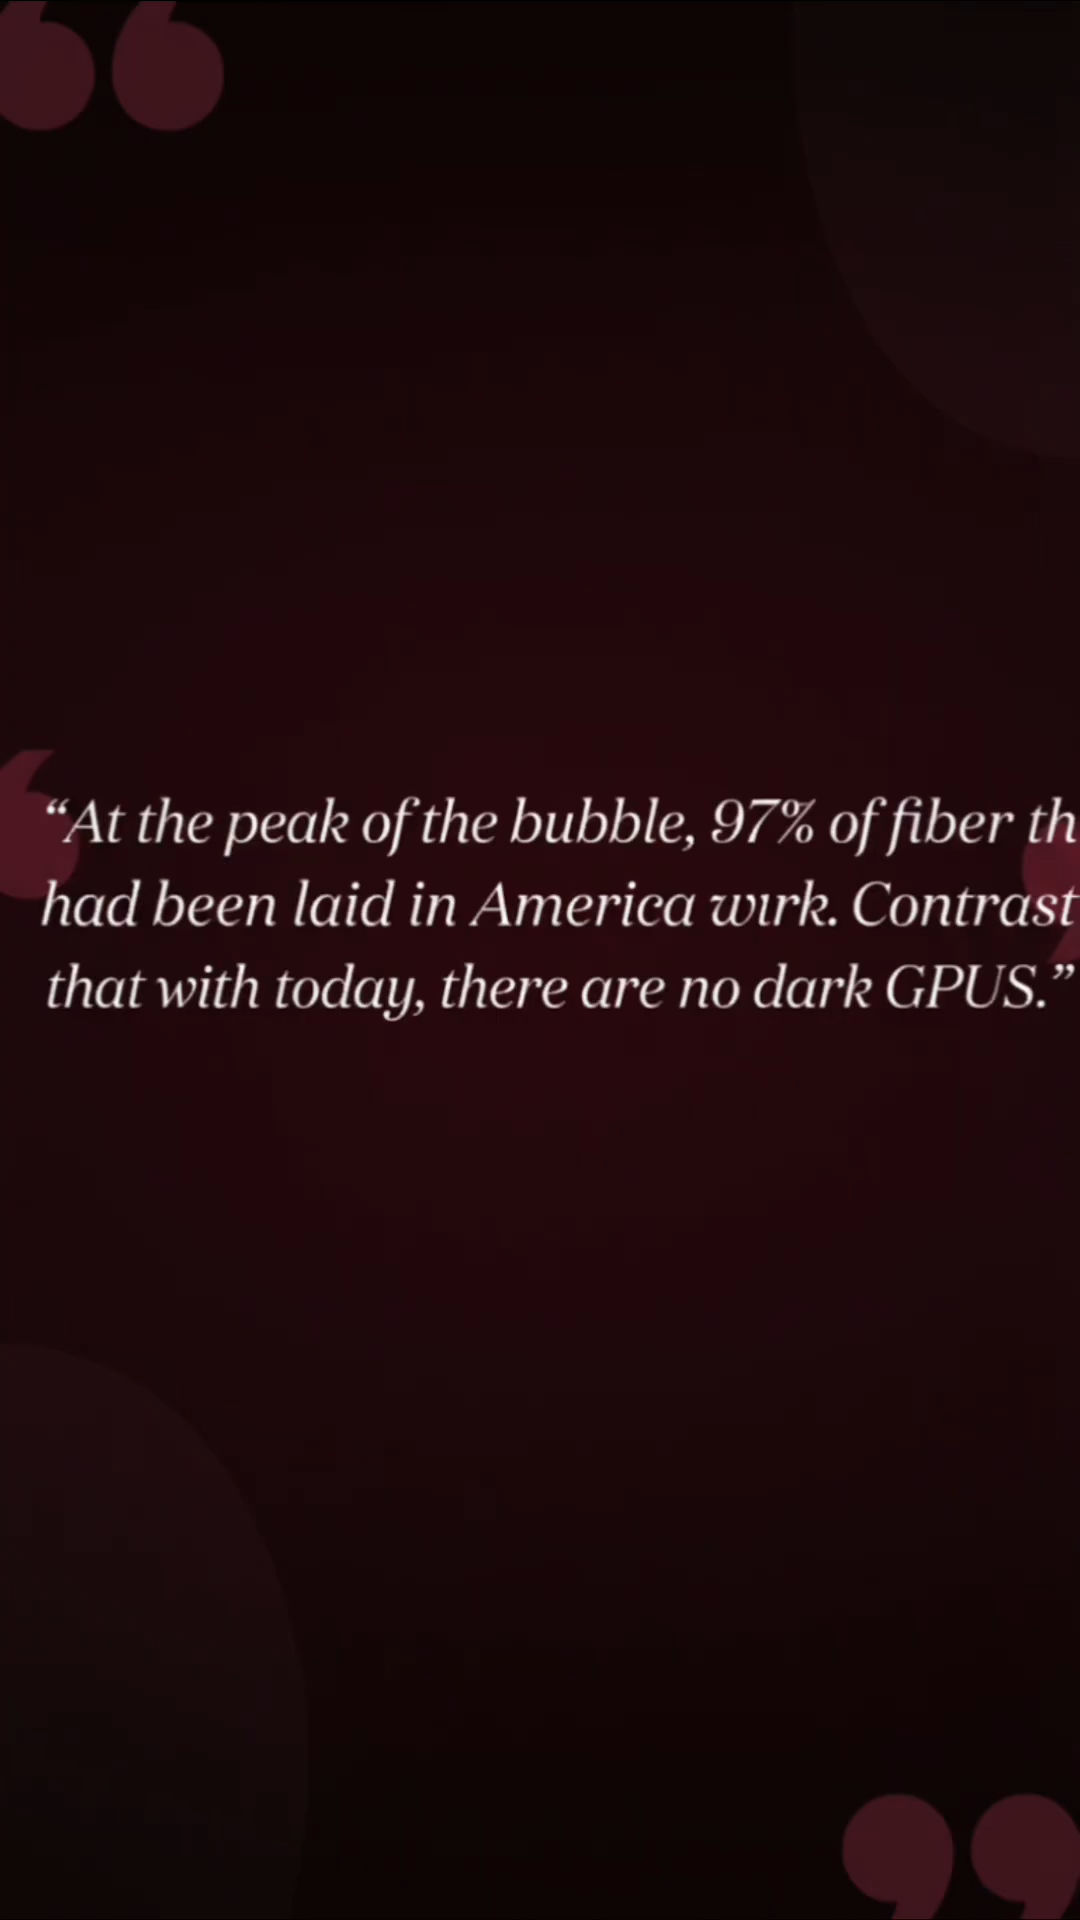 “At the peak of the bubble, 97% of fiber th
had been laid in America wırk. Contrast
that with today, there are no dark GPUS.”